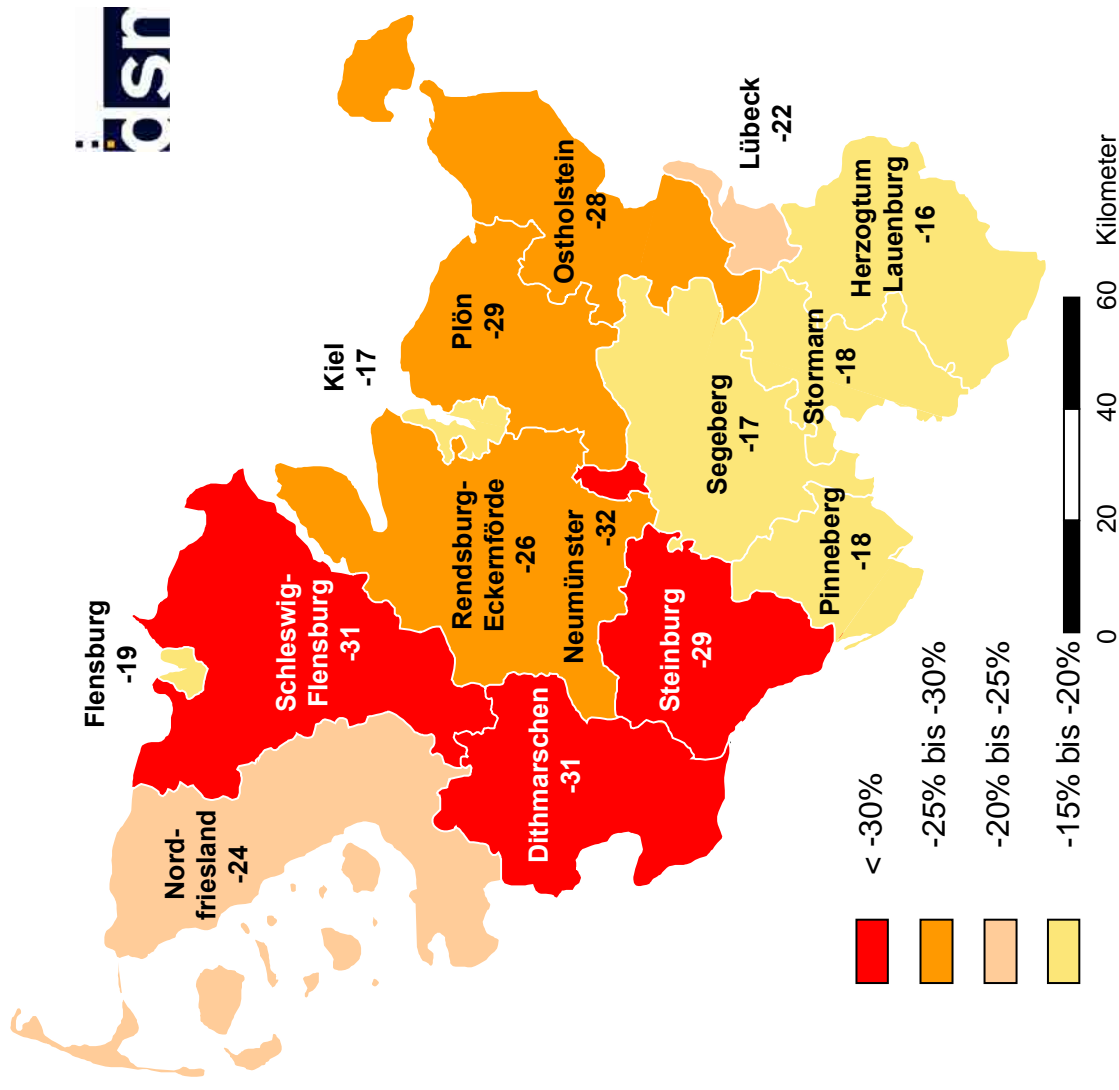 dsn
Flensburg
-19
Nord-
friesland
-24
Schleswig-
Flensburg
-31
Kiel
-17
Plön
-29
Ostholstein
-28
Rendsburg-
Eckernförde
-26
Dithmarschen
-31
Neumünster
-32
Steinburg
-29
Segeberg
-17
Lübeck
-22
Pinneberg
-18
Stormarn
-18
Herzogtum
Lauenburg
-16
< -30%
-25% bis -30%
-20% bis -25%
-15% bis -20%
0
20
40
60
Kilometer